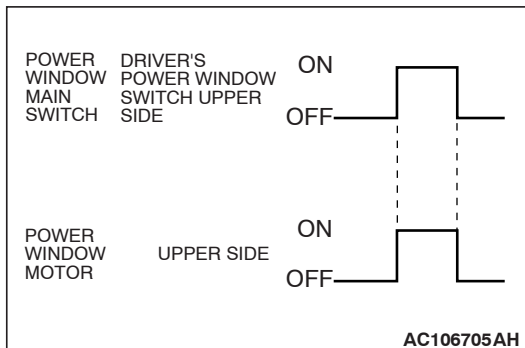 POWER WINDOW MAIN SWITCH
DRIVER'S POWER WINDOW SWITCH UPPER SIDE
ON
OFF
POWER WINDOW MOTOR
UPPER SIDE
ON
OFF
AC106705AH